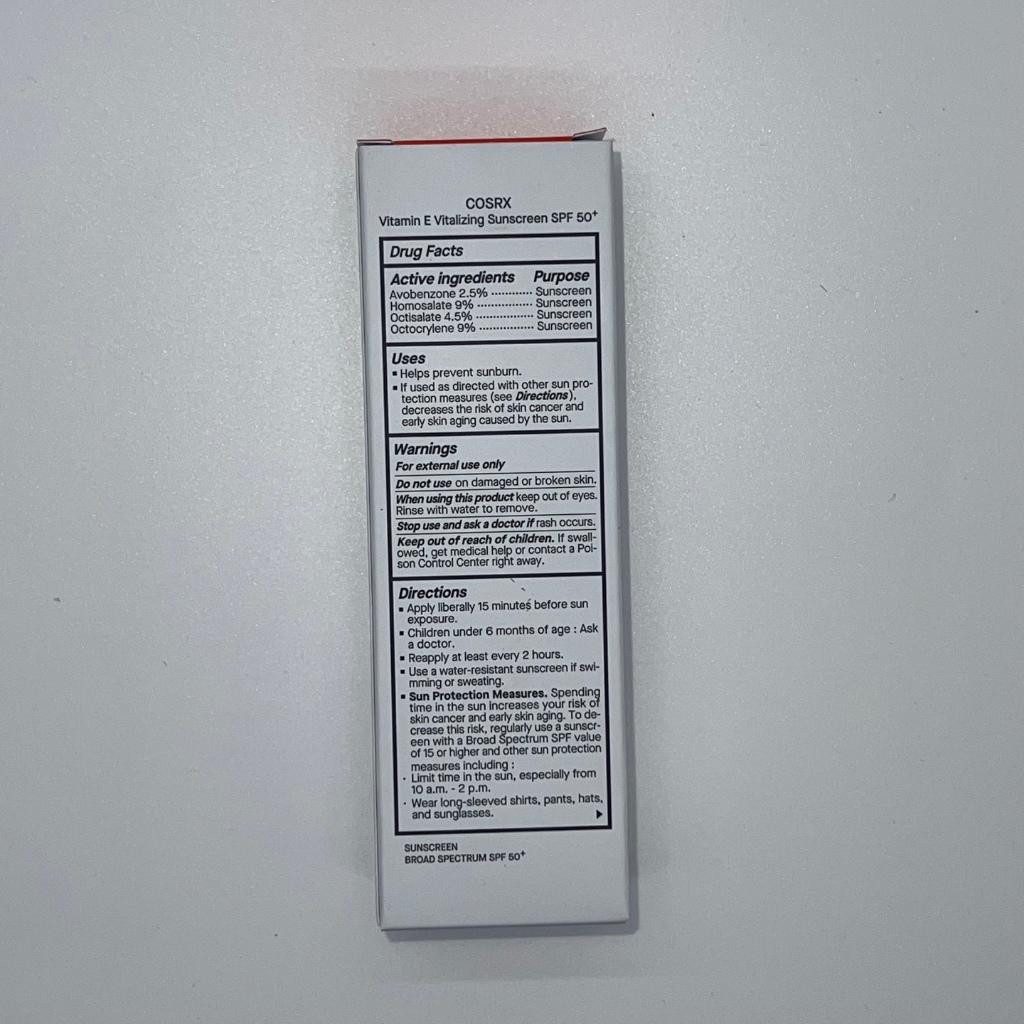 COSRX
Vitamin E Vitalizing Sunscreen SPF 50+
Drug Facts
Active ingredients Purpose
Avobenzone 2.5% ············ Sunscreen
Homosalate 9% ················ Sunscreen
Octisalate 4.5% ················· Sunscreen
Octocrylene 9% ················ Sunscreen
Uses
▪ Helps prevent sunburn.
▪ If used as directed with other sun pro-
tection measures (see Directions),
decreases the risk of skin cancer and
early skin aging caused by the sun.
Warnings
For external use only
Do not use on damaged or broken skin.
When using this product keep out of eyes.
Rinse with water to remove.
Stop use and ask a doctor if rash occurs.
Keep out of reach of children. If swall-
owed, get medical help or contact a Poi-
son Control Center right away.
Directions
▪ Apply liberally 15 minutes before sun
exposure.
▪ Children under 6 months of age : Ask
a doctor.
▪ Reapply at least every 2 hours.
▪ Use a water-resistant sunscreen if swi-
mming or sweating.
▪ Sun Protection Measures. Spending
time in the sun increases your risk of
skin cancer and early skin aging. To de-
crease this risk, regularly use a sunscr-
een with a Broad Spectrum SPF value
of 15 or higher and other sun protection
measures including :
· Limit time in the sun, especially from
10 a.m. - 2 p.m.
· Wear long-sleeved shirts, pants, hats,
and sunglasses.
SUNSCREEN
BROAD SPECTRUM SPF 50+